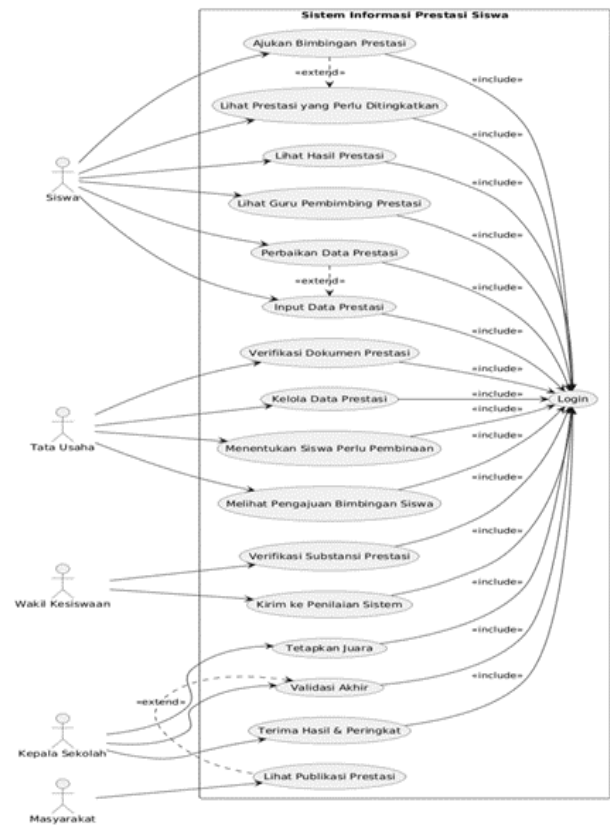 Sistem Informasi Prestasi Siswa
Ajukan Bimbingan Prestasi
«extend»
«include»
Lihat Prestasi yang Perlu Ditingkatkan
«include»
Lihat Hasil Prestasi
«include»
Siswa
Lihat Guru Pembimbing Prestasi
«include»
Perbaikan Data Prestasi
«extend»
«include»
Input Data Prestasi
«include»
Verifikasi Dokumen Prestasi
«include»
Kelola Data Prestasi
«include»
Login
«include»
Tata Usaha
Menentukan Siswa Perlu Pembinaan
«include»
Melihat Pengajuan Bimbingan Siswa
«include»
Verifikasi Substansi Prestasi
«include»
Wakil Kesiswaan
Kirim ke Penilaian Sistem
«include»
Tetapkan Juara
«include»
Validasi Akhir
«include»
«extend»
Terima Hasil & Peringkat
Kepala Sekolah
Lihat Publikasi Prestasi
Masyarakat